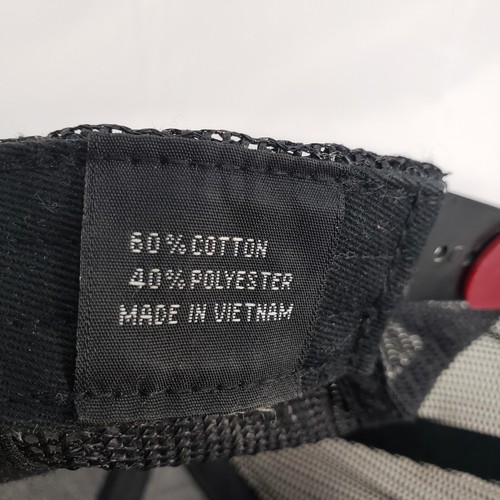 60% COTTON
40% POLYESTER
MADE IN VIETNAM